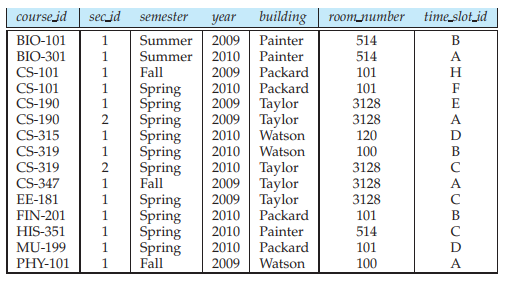 course_id sec_id semester year building room_number time_slot_id
BIO-101 1 Summer 2009 Painter 514 B
BIO-301 1 Summer 2010 Painter 514 A
CS-101 1 Fall 2009 Packard 101 H
CS-101 1 Spring 2010 Packard 101 F
CS-190 1 Spring 2009 Taylor 3128 E
CS-190 2 Spring 2009 Taylor 3128 A
CS-315 1 Spring 2010 Watson 120 D
CS-319 1 Spring 2010 Watson 100 B
CS-319 2 Spring 2010 Taylor 3128 C
CS-347 1 Fall 2009 Taylor 3128 A
EE-181 1 Spring 2009 Taylor 3128 C
FIN-201 1 Spring 2010 Packard 101 B
HIS-351 1 Spring 2010 Painter 514 C
MU-199 1 Spring 2010 Packard 101 D
PHY-101 1 Fall 2009 Watson 100 A